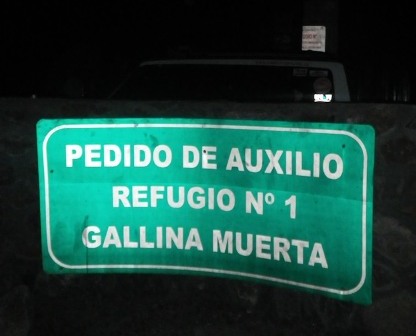 PEDIDO DE AUXILIO
REFUGIO Nº 1
GALLINA MUERTA